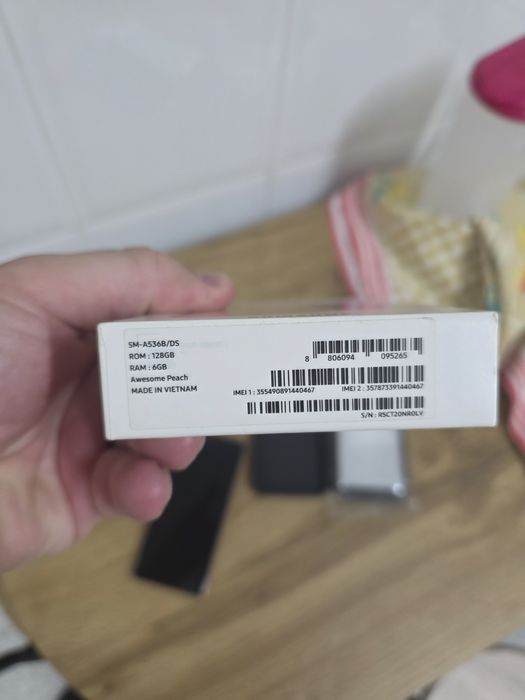 SM-A536B/DS
ROM : 128GB
RAM : 6GB
Awesome Peach
MADE IN VIETNAM
8 806094 095265
IMEI 1 : 355490891440467 IMEI 2 : 357873391440467
S/N : R5CT20NR0LV